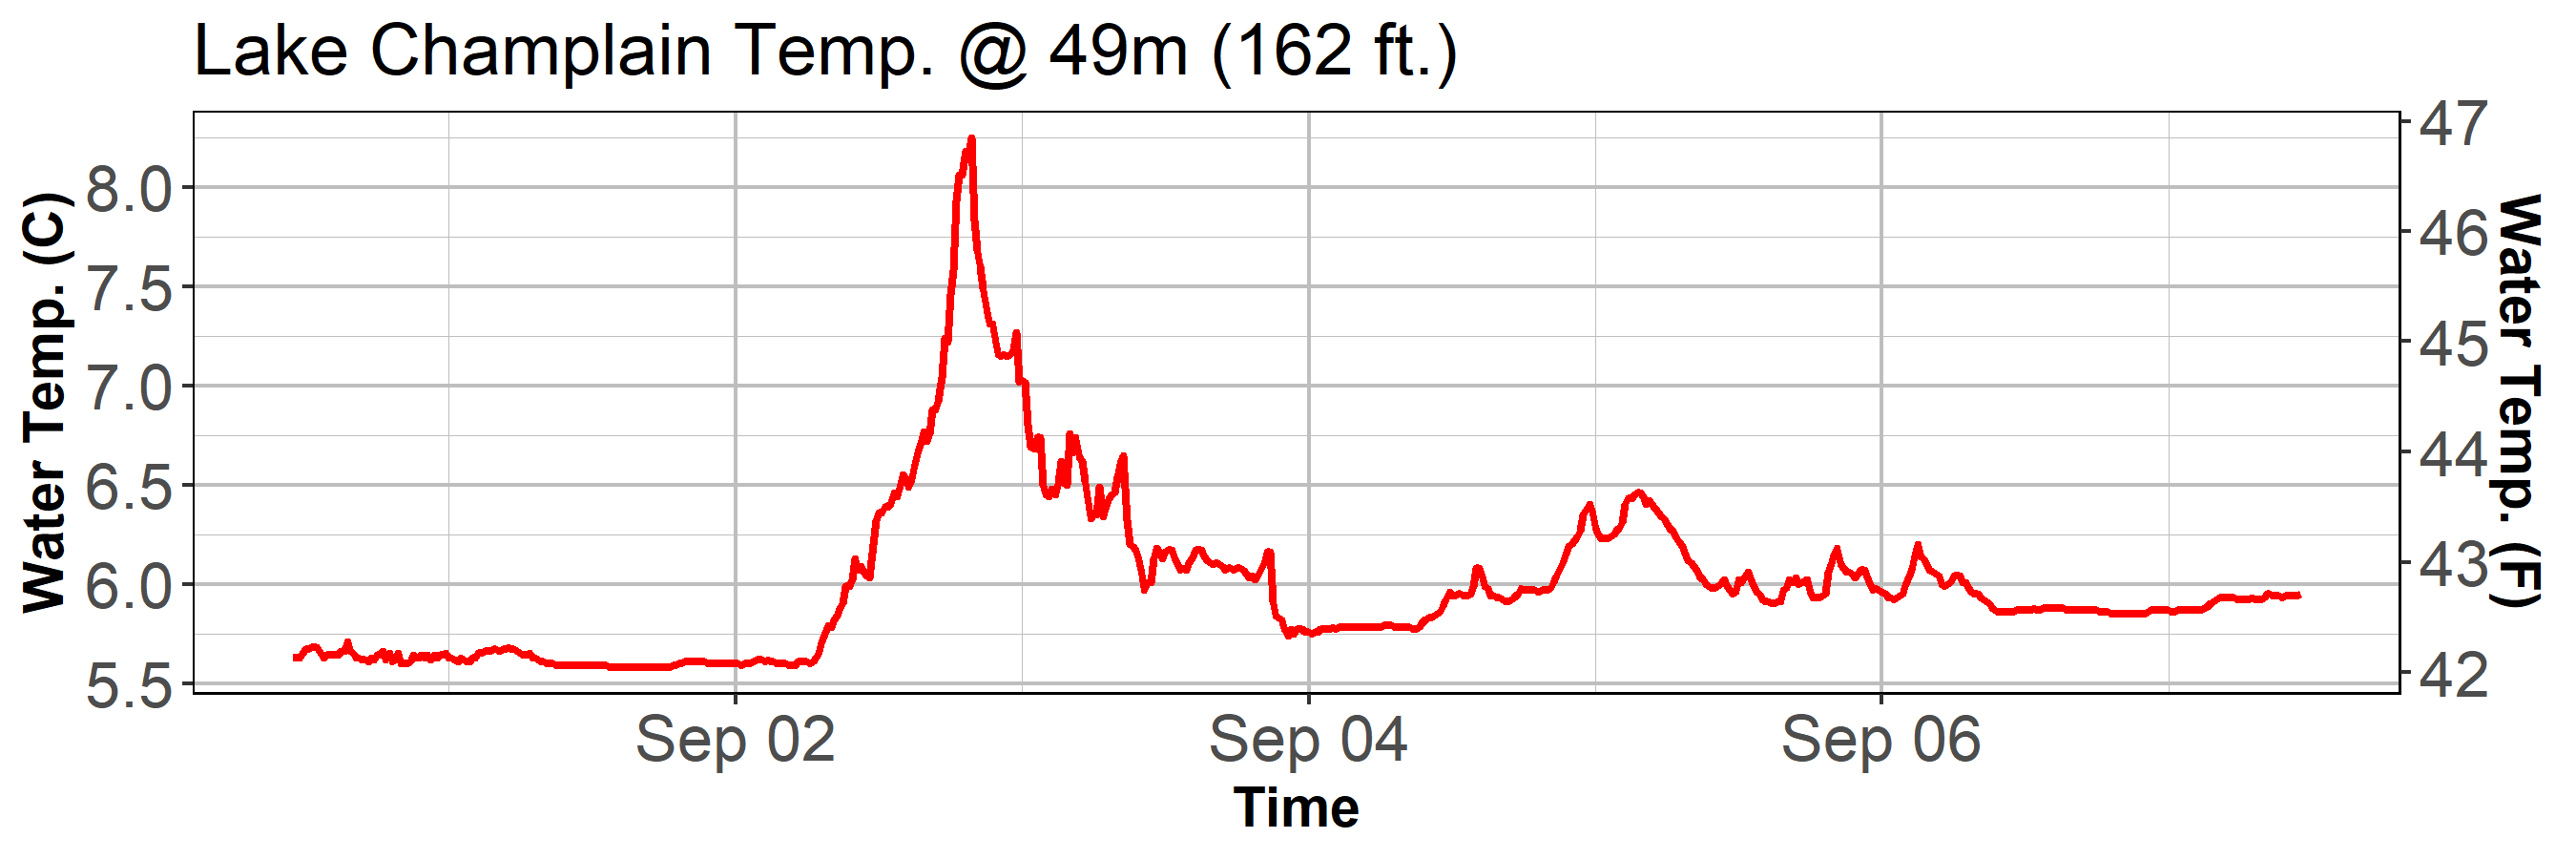 Lake Champlain Temp. @ 49m (162 ft.)
Water Temp. (C)
8.0
7.5
7.0
6.5
6.0
5.5
47
46
45
44
43
42
Water Temp. (F)
Sep 02
Sep 04
Sep 06
Time